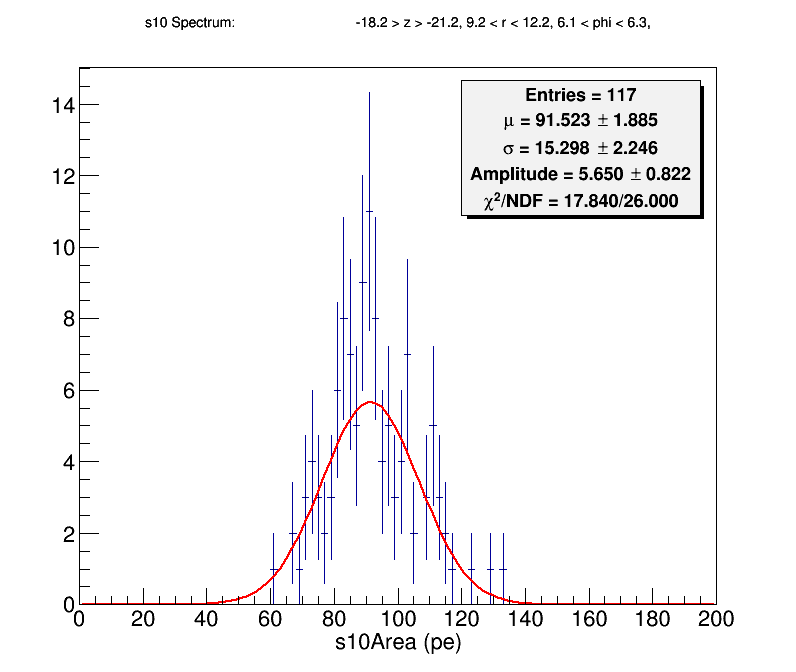 s10 Spectrum: -18.2 > z > -21.2, 9.2 < r < 12.2, 6.1 < phi < 6.3,
Entries = 117
μ = 91.523 ± 1.885
σ = 15.298 ± 2.246
Amplitude = 5.650 ± 0.822
χ²/NDF = 17.840/26.000
14
12
10
8
6
4
2
0
0 20 40 60 80 100 120 140 160 180 200
s10Area (pe)